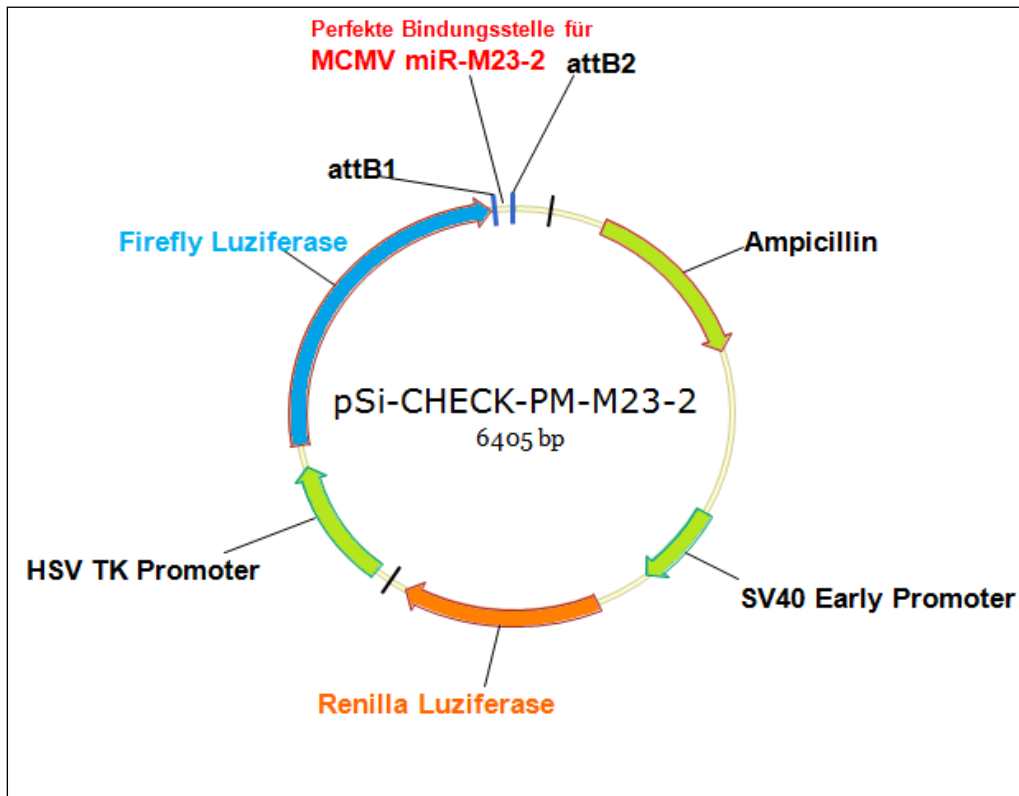 Perfekte Bindungsstelle für
MCMV miR-M23-2
attB2
attB1
Firefly Luziferase
Ampicillin
pSi-CHECK-PM-M23-2
6405 bp
HSV TK Promoter
SV40 Early Promoter
Renilla Luziferase